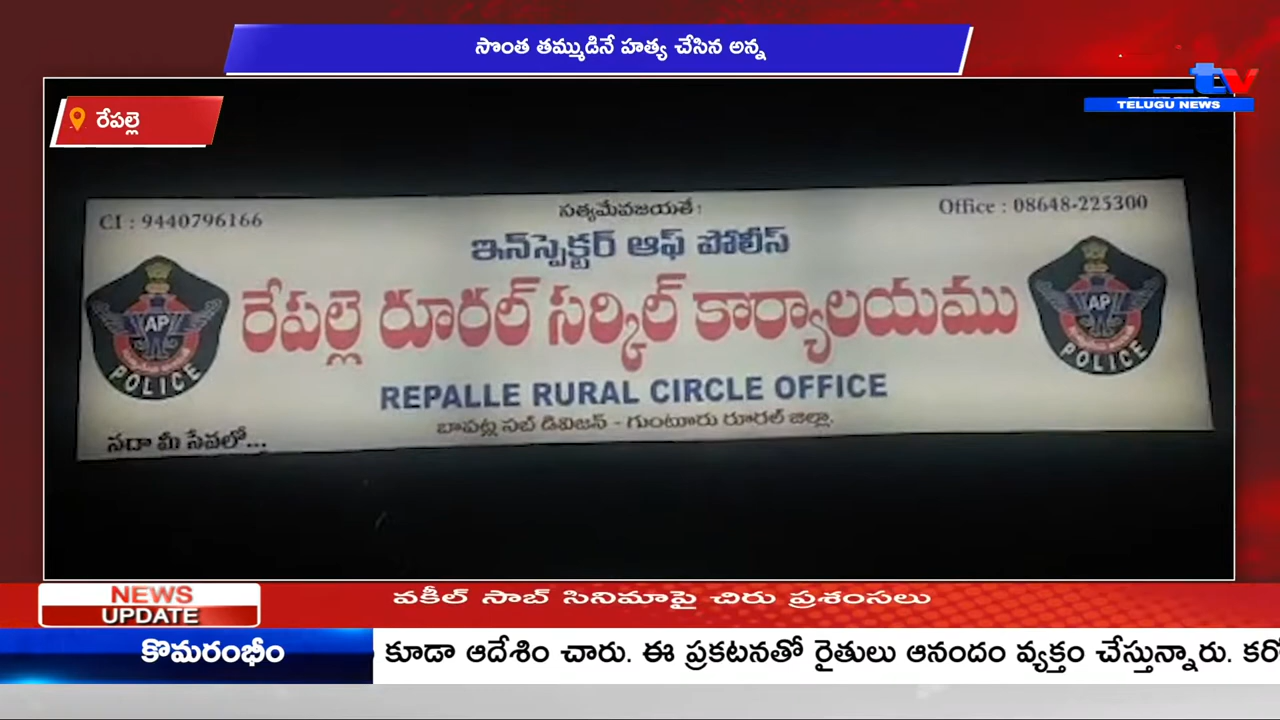 సొంత తమ్ముడినే హత్య చేసిన అన్న
tv
TELUGU NEWS
రేపల్లె
CI : 9440796166
సత్యమేవజయతే!
Office : 08648-225300
ఇన్‌స్పెక్టర్ ఆఫ్ పోలీస్
రేపల్లె రూరల్ సర్కిల్ కార్యాలయము
AP
POLICE
AP
POLICE
REPALLE RURAL CIRCLE OFFICE
బాపట్ల సబ్ డివిజన్ - గుంటూరు రూరల్ జిల్లా.
సదా మీ సేవలో...
NEWS
UPDATE
వకీల్ సాబ్ సినిమాపై చిరు ప్రశంసలు
కొమరంభీం
కూడా ఆదేశిం చారు. ఈ ప్రకటనతో రైతులు ఆనందం వ్యక్తం చేస్తున్నారు.